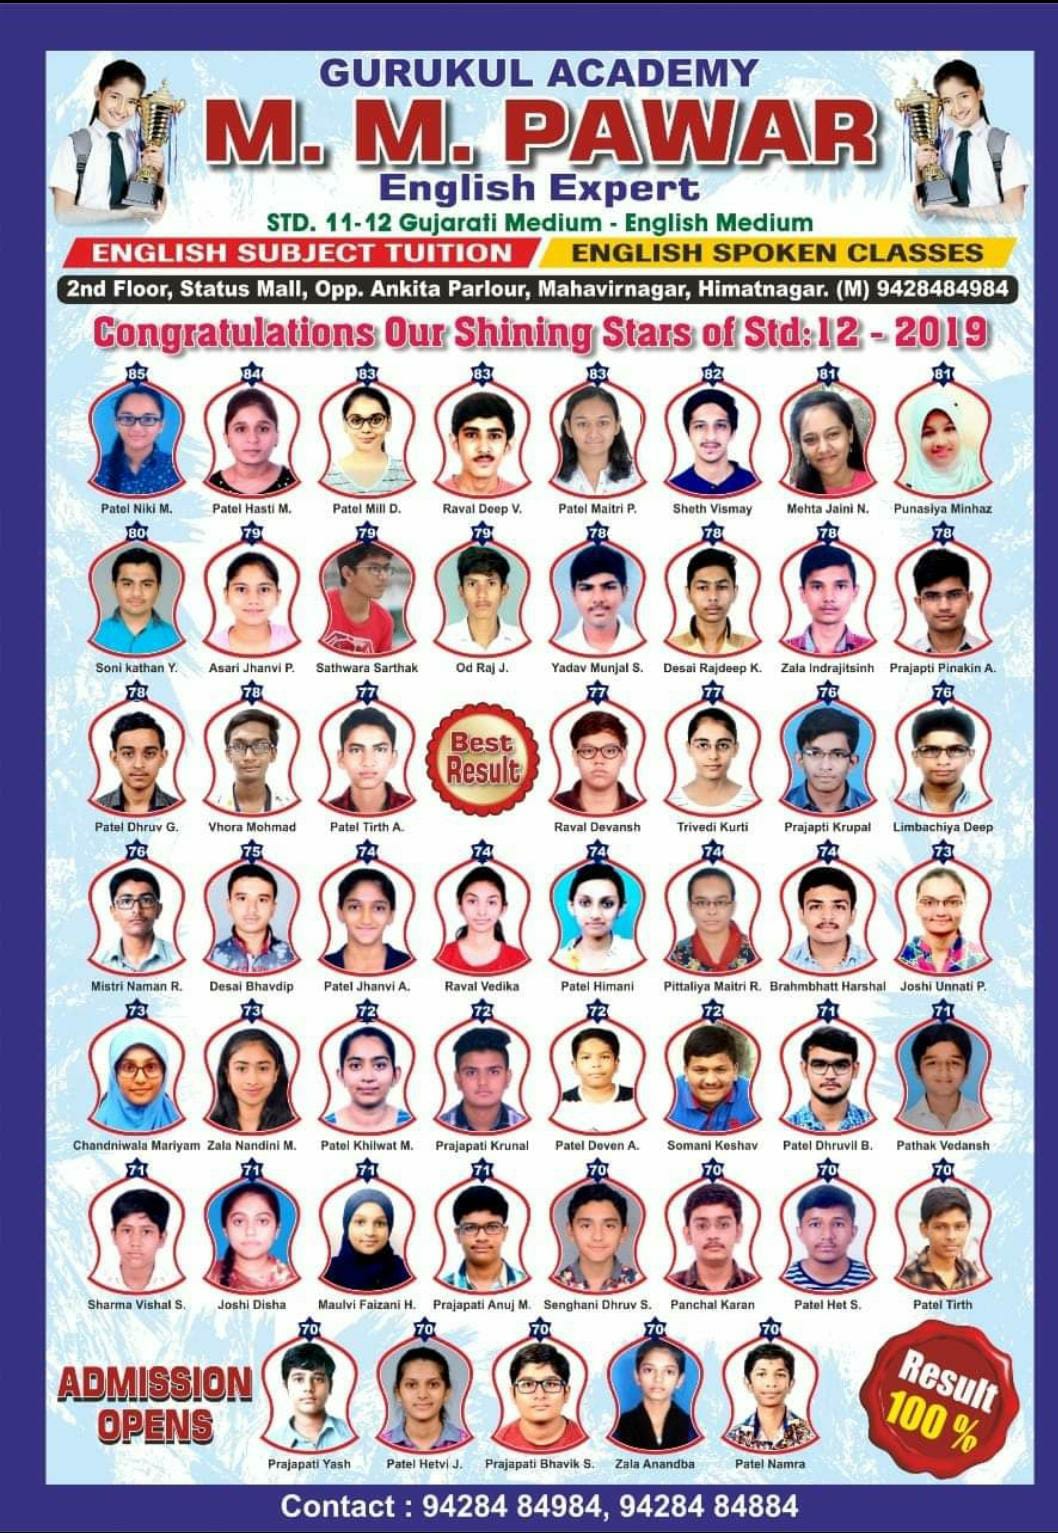 GURUKUL ACADEMY
M. M. PAWAR
English Expert
STD. 11-12 Gujarati Medium - English Medium
ENGLISH SUBJECT TUITION ENGLISH SPOKEN CLASSES
2nd Floor, Status Mall, Opp. Ankita Parlour, Mahavirnagar, Himatnagar. (M) 9428484984
Congratulations Our Shining Stars of Std:12 - 2019
85 84 83 83 83 82 81 81
Patel Niki M. Patel Hasti M. Patel Mill D. Raval Deep V. Patel Maitri P. Sheth Vismay Mehta Jaini N. Punasiya Minhaz
80 79 79 79 78 78 78 78
Soni kathan Y. Asari Jhanvi P. Sathwara Sarthak Od Raj J. Yadav Munjal S. Desai Rajdeep K. Zala Indrajitsinh Prajapti Pinakin A.
78 78 77 77 77 76 76
Best
Result
Patel Dhruv G. Vhora Mohmad Patel Tirth A. Raval Devansh Trivedi Kurti Prajapti Krupal Limbachiya Deep
76 75 74 74 74 74 74 73
Mistri Naman R. Desai Bhavdip Patel Jhanvi A. Raval Vedika Patel Himani Pittaliya Maitri R. Brahmbhatt Harshal Joshi Unnati P.
73 73 72 72 72 72 71 71
Chandniwala Mariyam Zala Nandini M. Patel Khilwat M. Prajapati Krunal Patel Deven A. Somani Keshav Patel Dhruvil B. Pathak Vedansh
71 71 71 71 70 70 70 70
Sharma Vishal S. Joshi Disha Maulvi Faizani H. Prajapati Anuj M. Senghani Dhruv S. Panchal Karan Patel Het S. Patel Tirth
70 70 70 70 70
ADMISSION
OPENS
Result
100 %
Prajapati Yash Patel Hetvi J. Prajapati Bhavik S. Zala Anandba Patel Namra
Contact : 94284 84984, 94284 84884